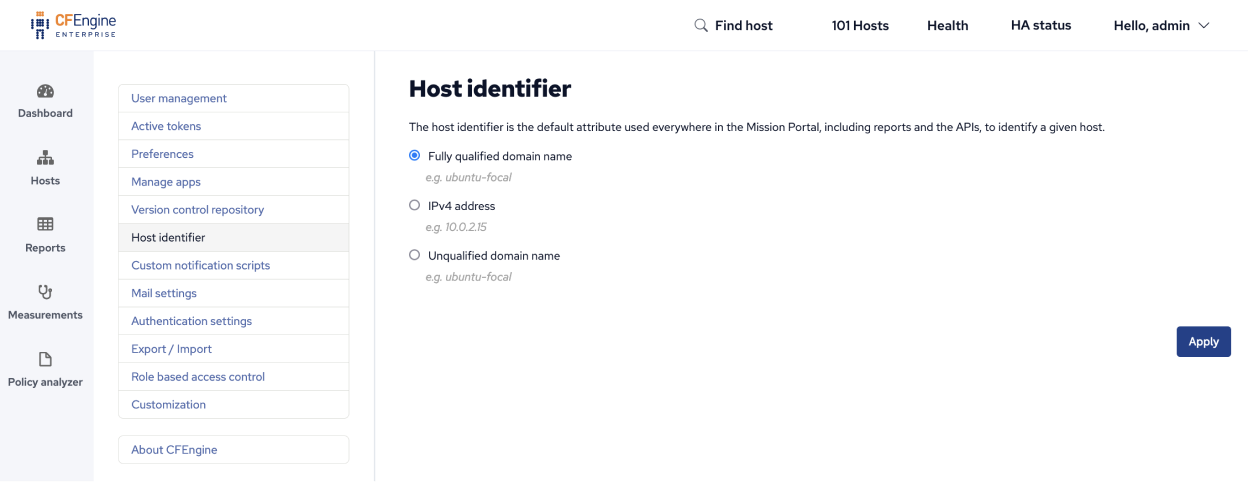 CFEngine
ENTERPRISE
Find host
101 Hosts
Health
HA status
Hello, admin
Dashboard
Hosts
Reports
Measurements
Policy analyzer
User management
Active tokens
Preferences
Manage apps
Version control repository
Host identifier
Custom notification scripts
Mail settings
Authentication settings
Export / Import
Role based access control
Customization
About CFEngine
Host identifier
The host identifier is the default attribute used everywhere in the Mission Portal, including reports and the APIs, to identify a given host.
Fully qualified domain name
e.g. ubuntu-focal
IPv4 address
e.g. 10.0.2.15
Unqualified domain name
e.g. ubuntu-focal
Apply